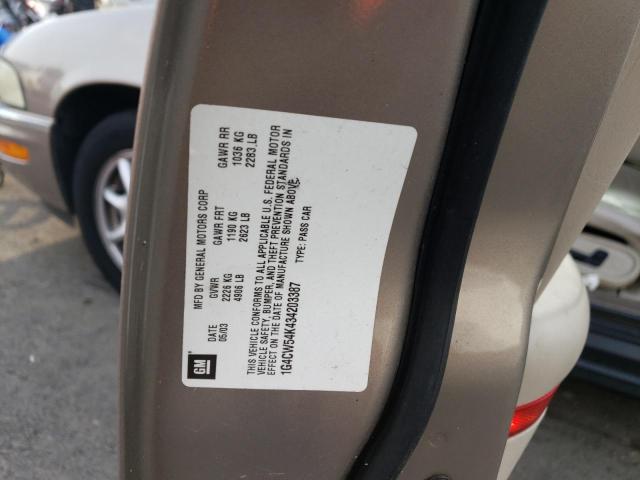 MFD BY GENERAL MOTORS CORP
DATE GVWR GAWR FRT GAWR RR
05/03 2226 KG 1190 KG 1036 KG
4906 LB 2623 LB 2283 LB
THIS VEHICLE CONFORMS TO ALL APPLICABLE U.S. FEDERAL MOTOR
VEHICLE SAFETY, BUMPER, AND THEFT PREVENTION STANDARDS IN
EFFECT ON THE DATE OF MANUFACTURE SHOWN ABOVE.
1G4CW54K434203387 TYPE: PASS CAR
GM